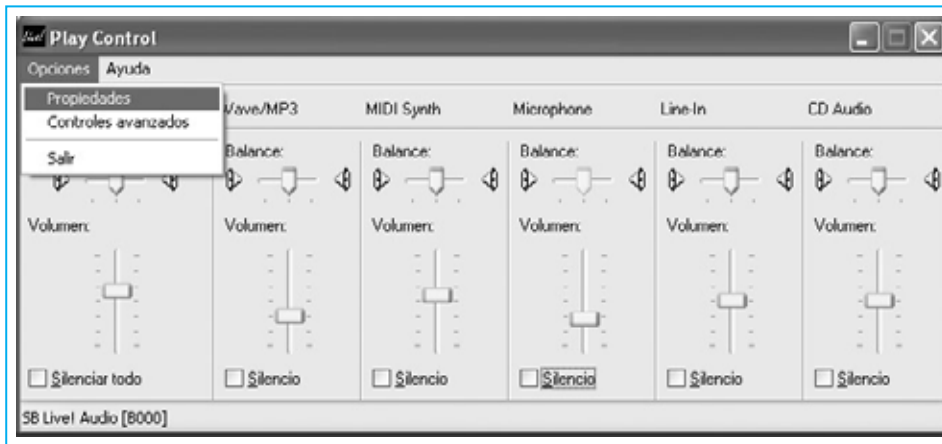 Live! Play Control
Opciones Ayuda
Propiedades
Controles avanzados
Salir
Wave/MP3 MIDI Synth Microphone Line-In CD Audio
Balance: Balance: Balance: Balance: Balance:
Volumen: Volumen: Volumen: Volumen: Volumen: Volumen:
Silenciar todo Silencio Silencio Silencio Silencio Silencio
SB Live! Audio [B000]